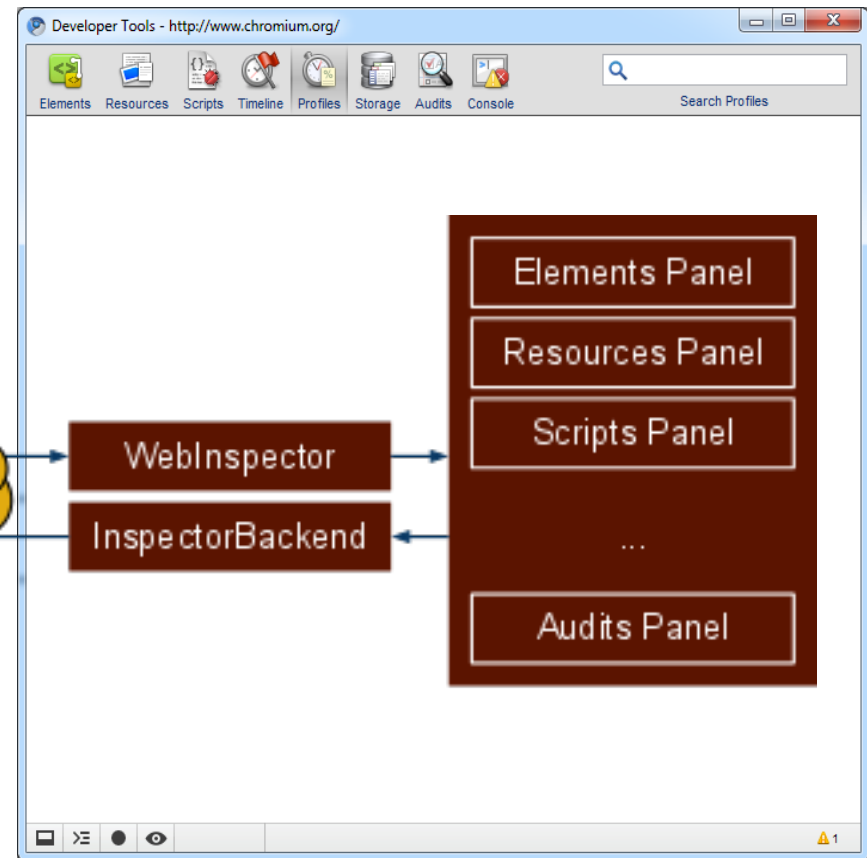 Developer Tools - http://www.chromium.org/
Elements Resources Scripts Timeline Profiles Storage Audits Console
Search Profiles
Elements Panel
Resources Panel
Scripts Panel
WebInspector
InspectorBackend
...
Audits Panel
1